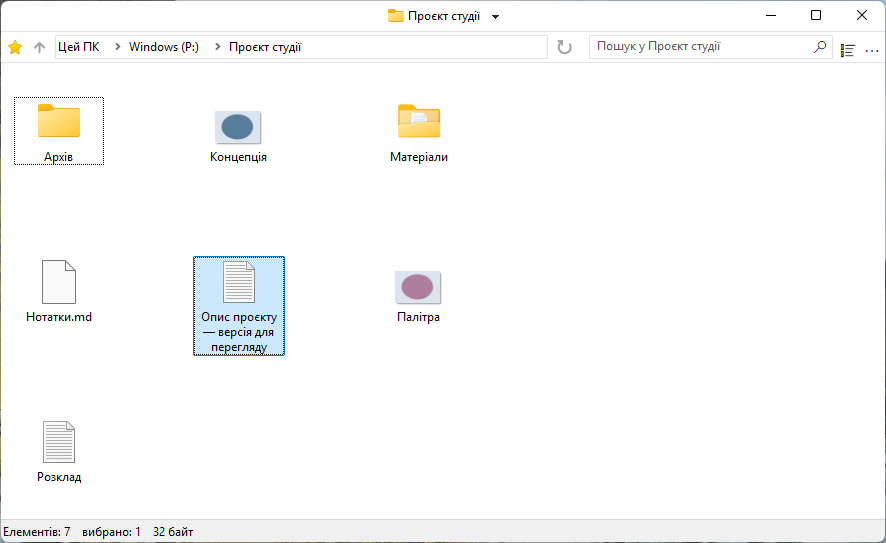 Проєкт студії
Цей ПК Windows (P:) Проєкт студії
Пошук у Проєкт студії
Архів
Концепція
Матеріали
Нотатки.md
Опис проєкту
— версія для
перегляду
Палітра
Розклад
Елементів: 7 вибрано: 1 32 байт